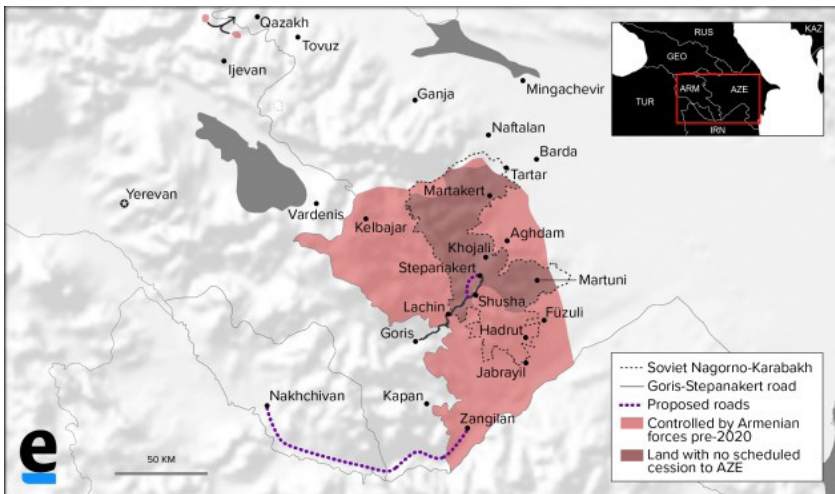 Qazakh
Tovuz
Ijevan
Ganja
Mingachevir
Naftalan
Barda
Tartar
Yerevan
Vardenis
Martakert
Kelbajar
Aghdam
Khojali
Stepanakert
Martuni
Shusha
Lachin
Füzuli
Goris
Hadrut
Jabrayil
Nakhchivan
Kapan
Zangilan
RUS
KAZ
GEO
ARM
AZE
TUR
IRN
Soviet Nagorno-Karabakh
Goris-Stepanakert road
Proposed roads
Controlled by Armenian
forces pre-2020
Land with no scheduled
cession to AZE
e
50 KM